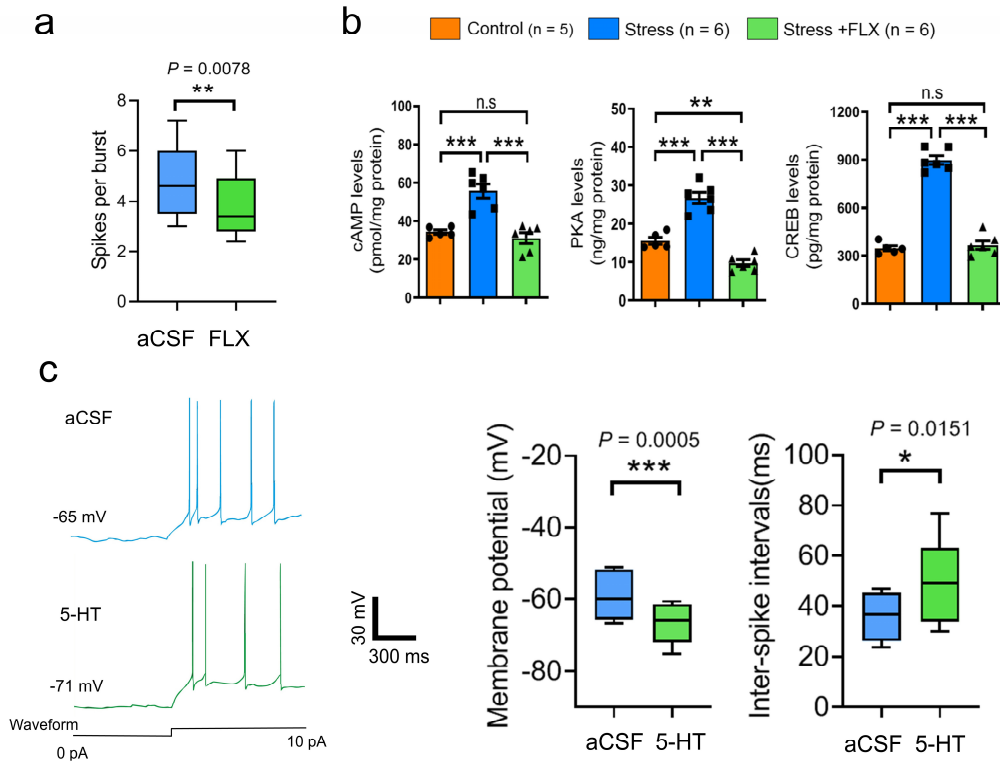 a
P = 0.0078
**
Spikes per burst
8
6
4
2
0
aCSF FLX
b
Control (n = 5)
Stress (n = 6)
Stress +FLX (n = 6)
n.s
***
***
cAMP levels
(pmol/mg protein)
100
80
60
40
20
0
**
***
***
PKA levels
(ng/mg protein)
50
40
30
20
10
0
n.s
***
***
CREB levels
(pg/mg protein)
1200
900
600
300
0
c
aCSF
-65 mV
5-HT
-71 mV
Waveform
0 pA
10 pA
30 mV
300 ms
P = 0.0005
***
Membrane potential (mV)
-20
-40
-60
-80
aCSF 5-HT
P = 0.0151
*
Inter-spike intervals(ms)
100
80
60
40
20
0
aCSF 5-HT